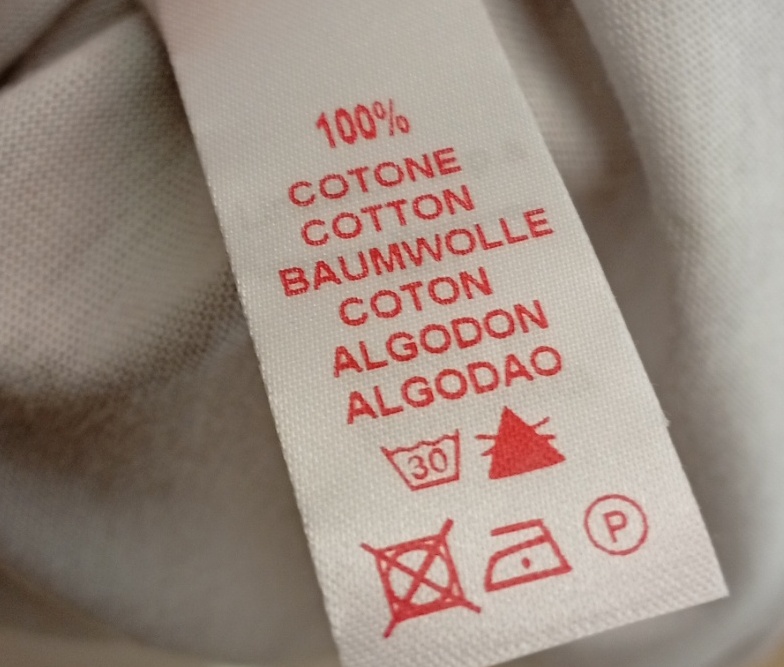 100%
COTONE
COTTON
BAUMWOLLE
COTON
ALGODON
ALGODAO
30
P